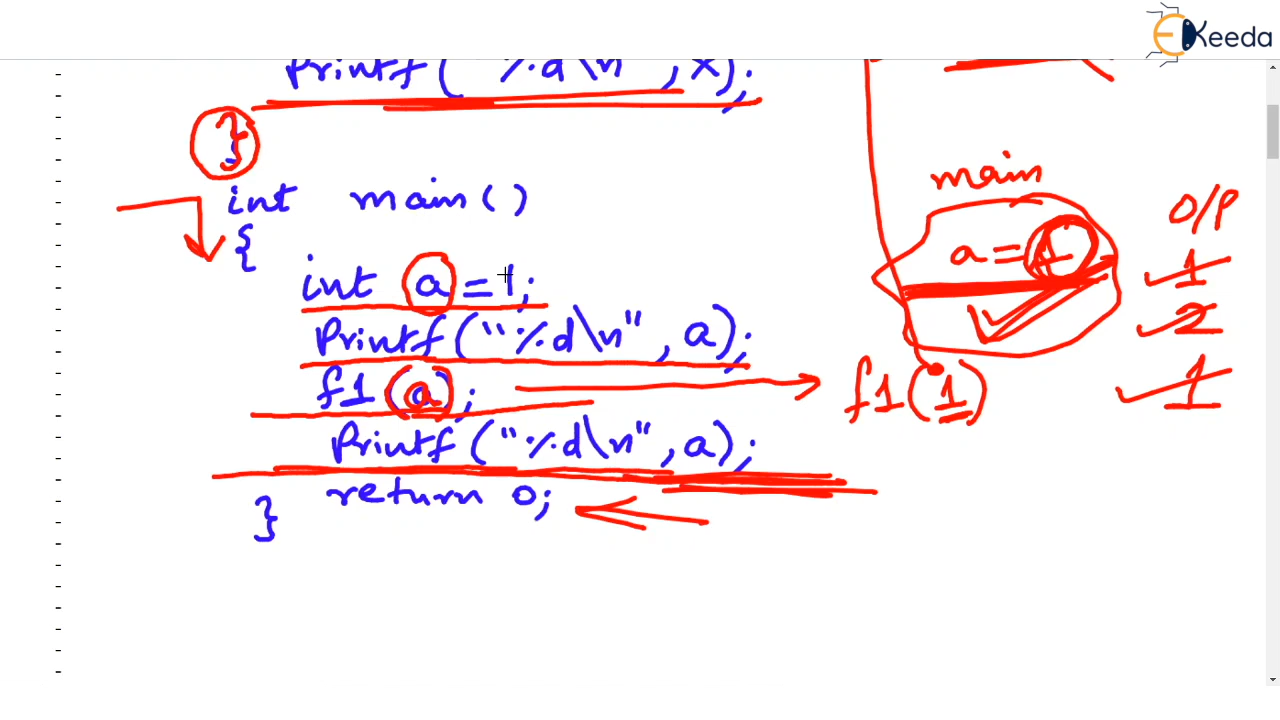 Keeda
Printf( "%d\n" , x);
}
int main()
{
int a = 1;
Printf("%d\n" , a);
f1(a);
Printf("%d\n" , a);
return 0;
}
main
a = 1
f1(1)
O/P
1
2
1